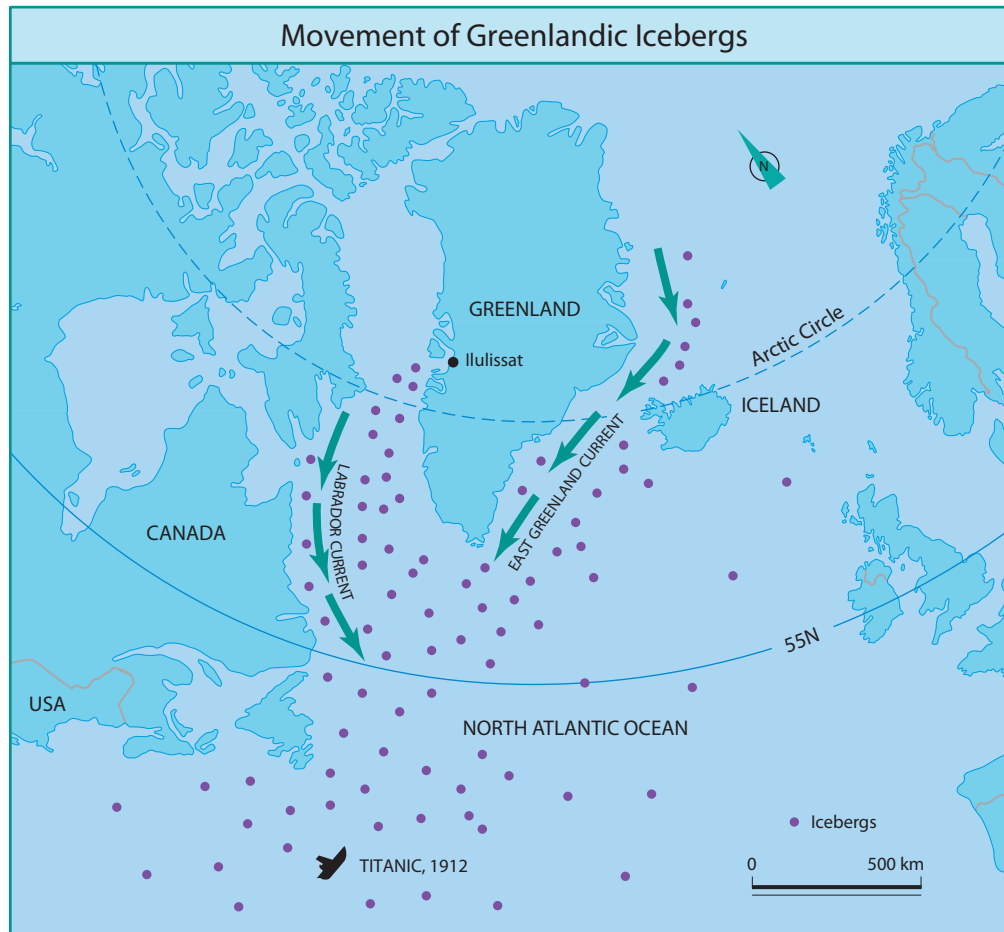 Movement of Greenlandic Icebergs
N
GREENLAND
Ilulissat
Arctic Circle
ICELAND
LABRADOR CURRENT
EAST GREENLAND CURRENT
CANADA
55N
USA
NORTH ATLANTIC OCEAN
Icebergs
TITANIC, 1912
0 500 km